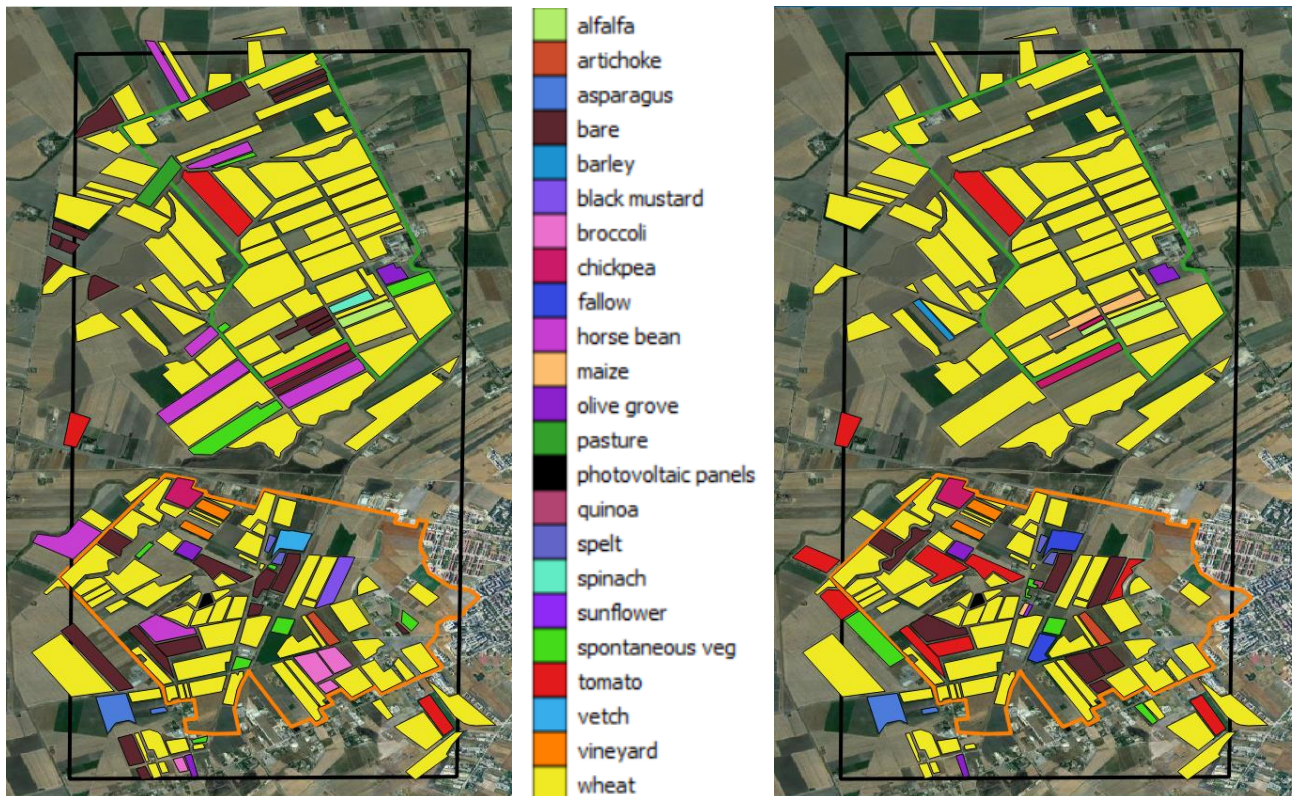 alfalfa
artichoke
asparagus
bare
barley
black mustard
broccoli
chickpea
fallow
horse bean
maize
olive grove
pasture
photovoltaic panels
quinoa
spelt
spinach
sunflower
spontaneous veg
tomato
vetch
vineyard
wheat